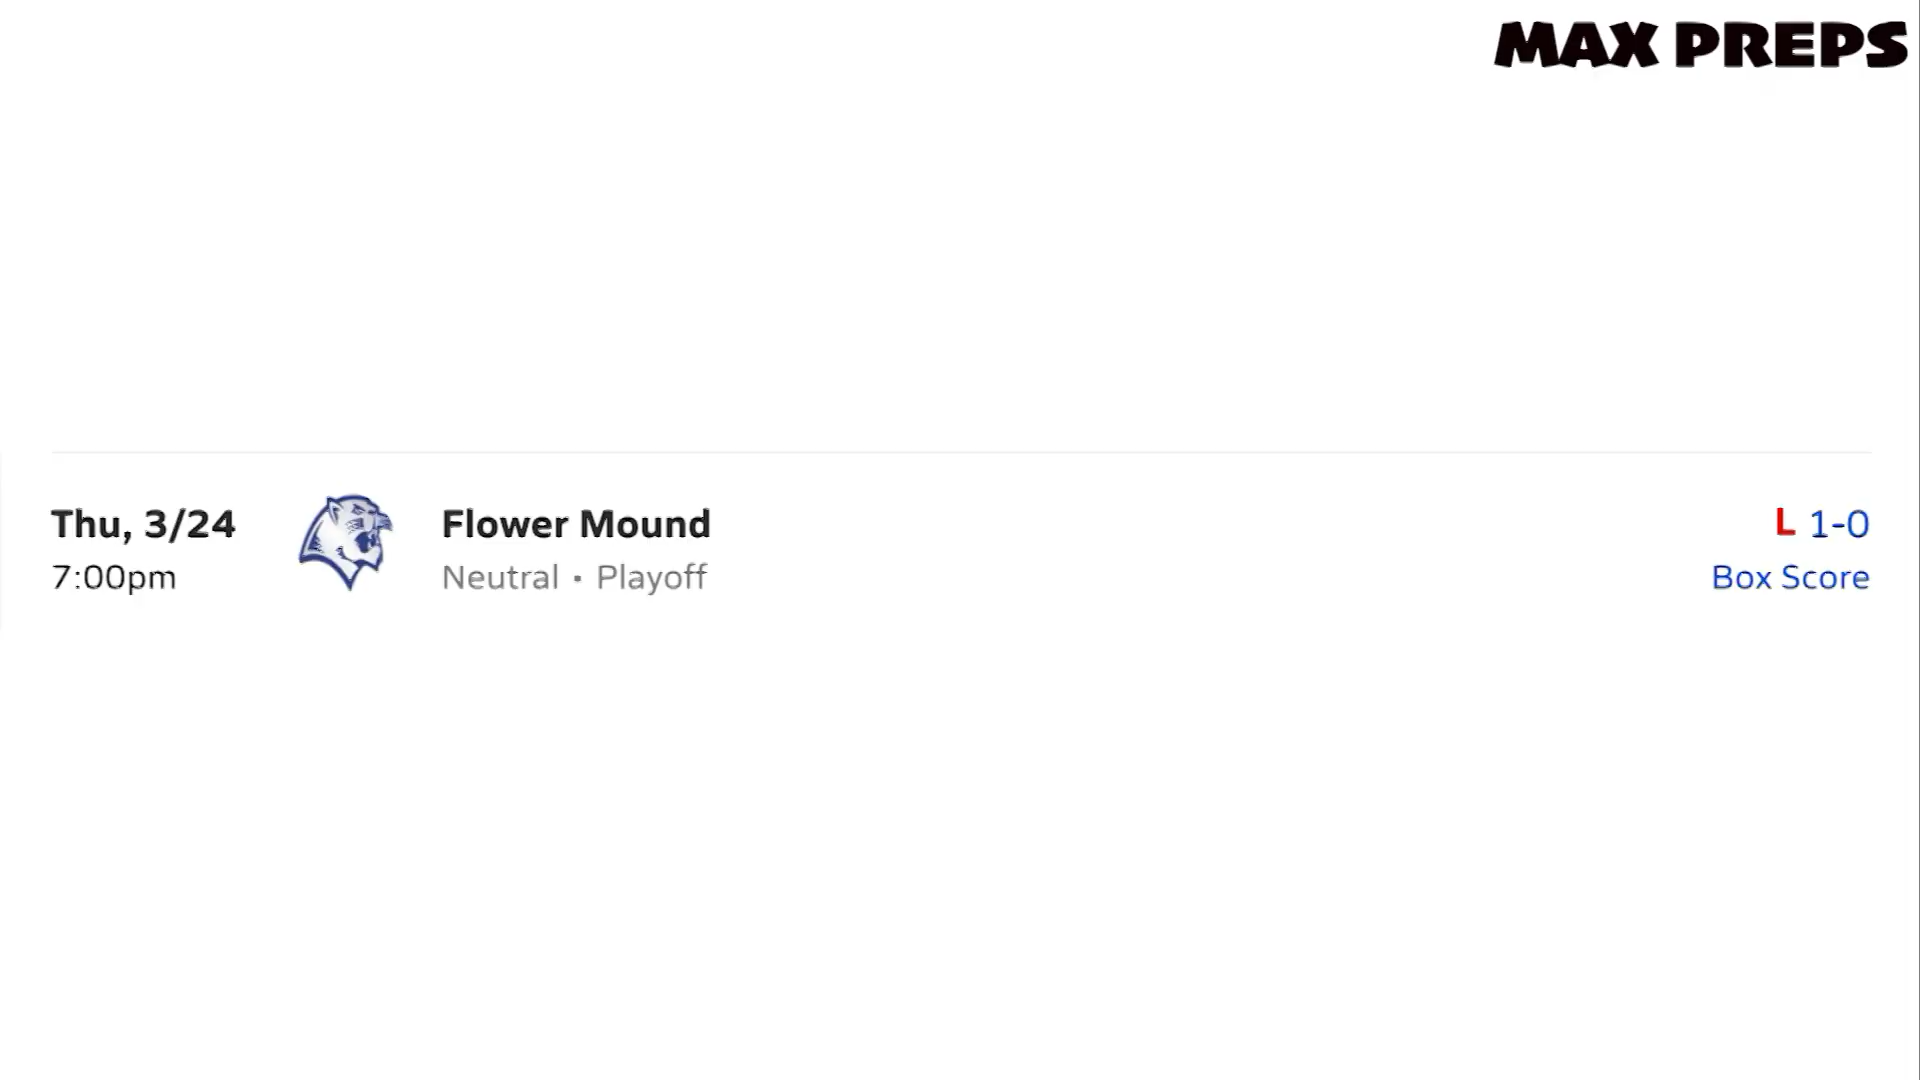 MAX PREPS
Thu, 3/24
7:00pm
Flower Mound
Neutral • Playoff
L 1-0
Box Score